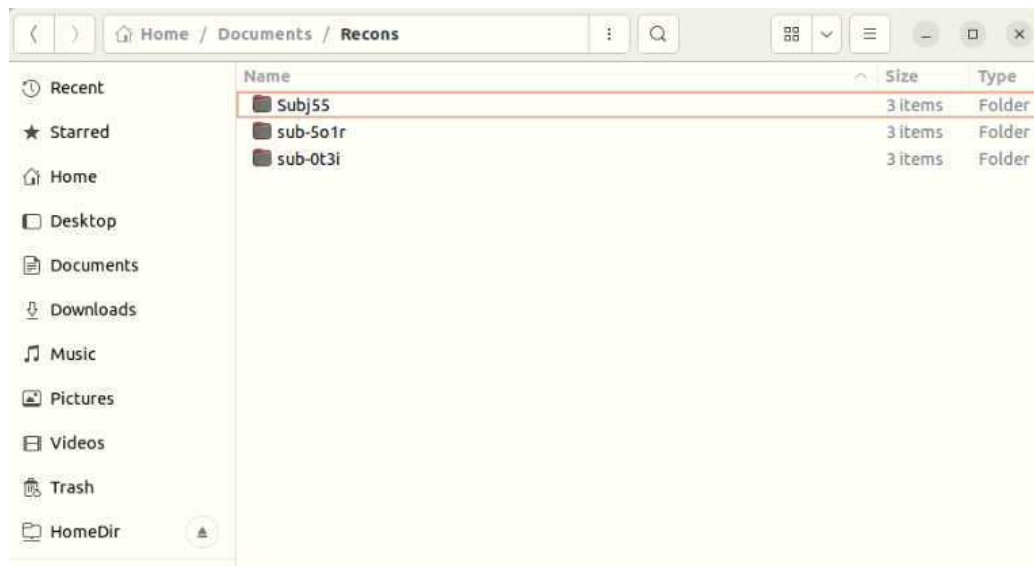 Home / Documents / Recons
Name Size Type
Recent
Subj55 3 items Folder
Starred
sub-5o1r 3 items Folder
sub-0t3i 3 items Folder
Home
Desktop
Documents
Downloads
Music
Pictures
Videos
Trash
HomeDir